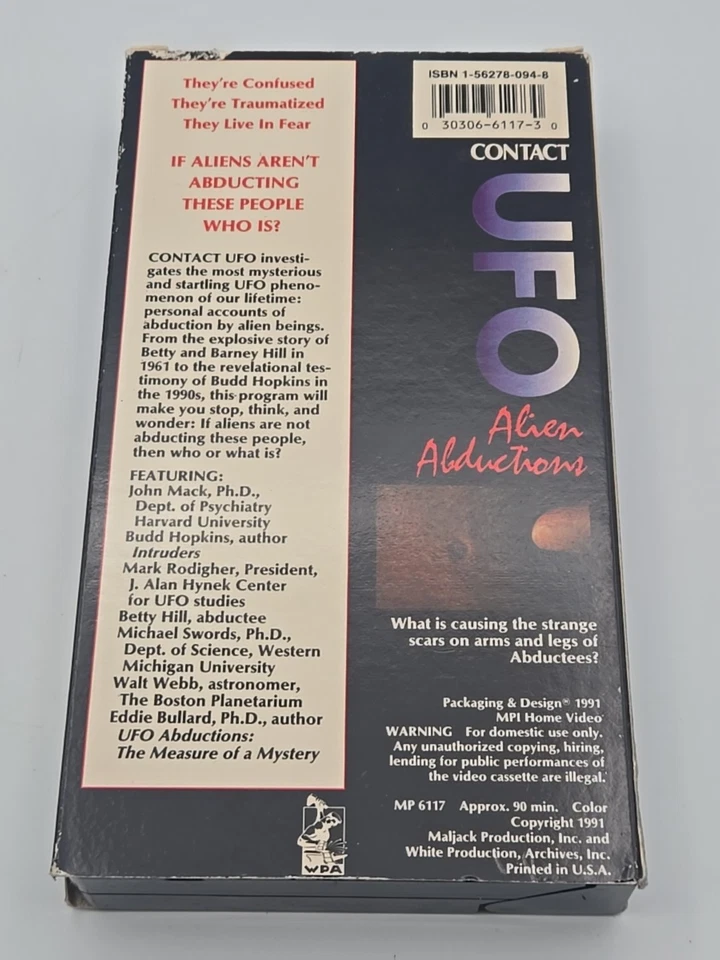 They're Confused
They're Traumatized
They Live In Fear
IF ALIENS AREN'T
ABDUCTING
THESE PEOPLE
WHO IS?
CONTACT UFO investi-
gates the most mysterious
and startling UFO pheno-
menon of our lifetime:
personal accounts of
abduction by alien beings.
From the explosive story of
Betty and Barney Hill in
1961 to the revelational tes-
timony of Budd Hopkins in
the 1990s, this program will
make you stop, think, and
wonder: If aliens are not
abducting these people,
then who or what is?
FEATURING:
John Mack, Ph.D.,
Dept. of Psychiatry
Harvard University
Budd Hopkins, author
Intruders
Mark Rodigher, President,
J. Alan Hynek Center
for UFO studies
Betty Hill, abductee
Michael Swords, Ph.D.,
Dept. of Science, Western
Michigan University
Walt Webb, astronomer,
The Boston Planetarium
Eddie Bullard, Ph.D., author
UFO Abductions:
The Measure of a Mystery
WPA
ISBN 1-56278-094-8
0 30306-6117-3 0
CONTACT
UFO
Alien
Abductions
What is causing the strange
scars on arms and legs of
Abductees?
Packaging & Design® 1991
MPI Home Video
WARNING For domestic use only.
Any unauthorized copying, hiring,
lending for public performances of
the video cassette are illegal.
MP 6117 Approx. 90 min. Color
Copyright 1991
Maljack Production, Inc. and
White Production, Archives, Inc.
Printed in U.S.A.